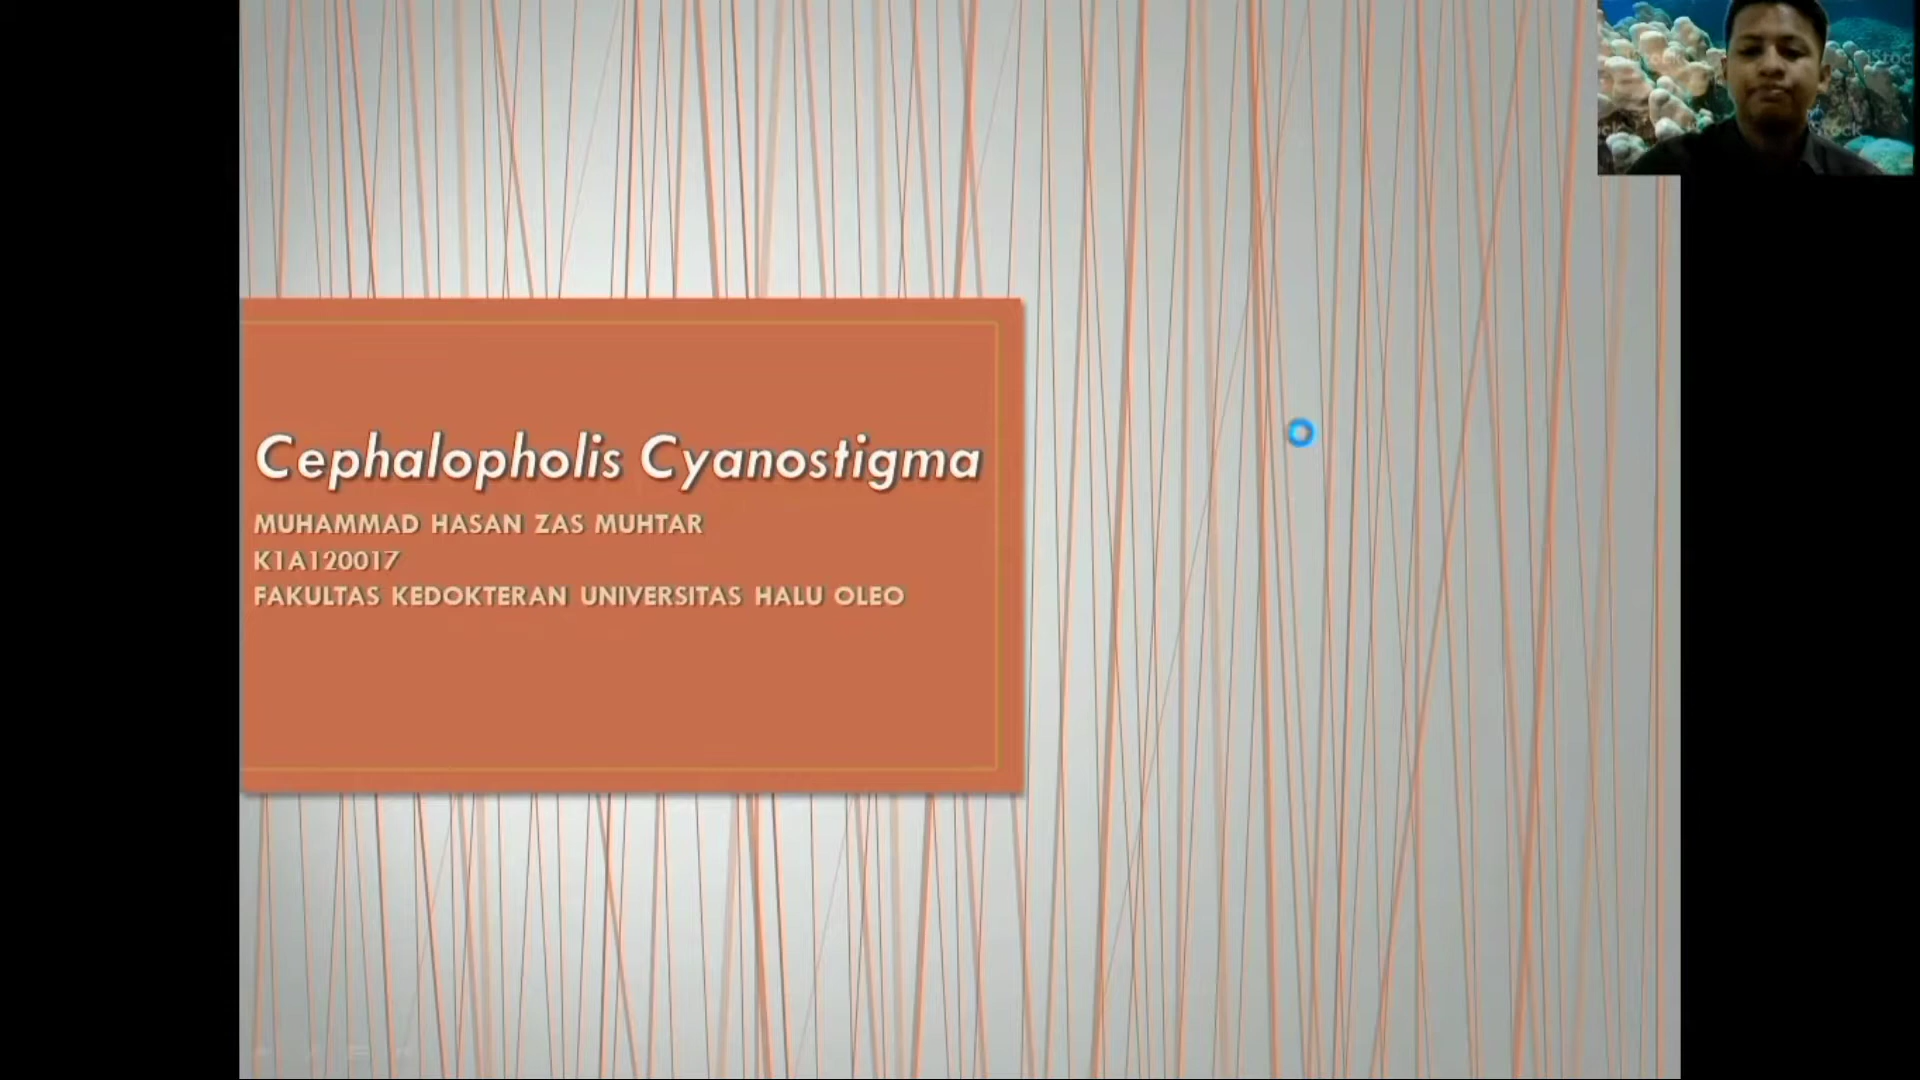 Cephalopholis Cyanostigma
MUHAMMAD HASAN ZAS MUHTAR
K1A120017
FAKULTAS KEDOKTERAN UNIVERSITAS HALU OLEO